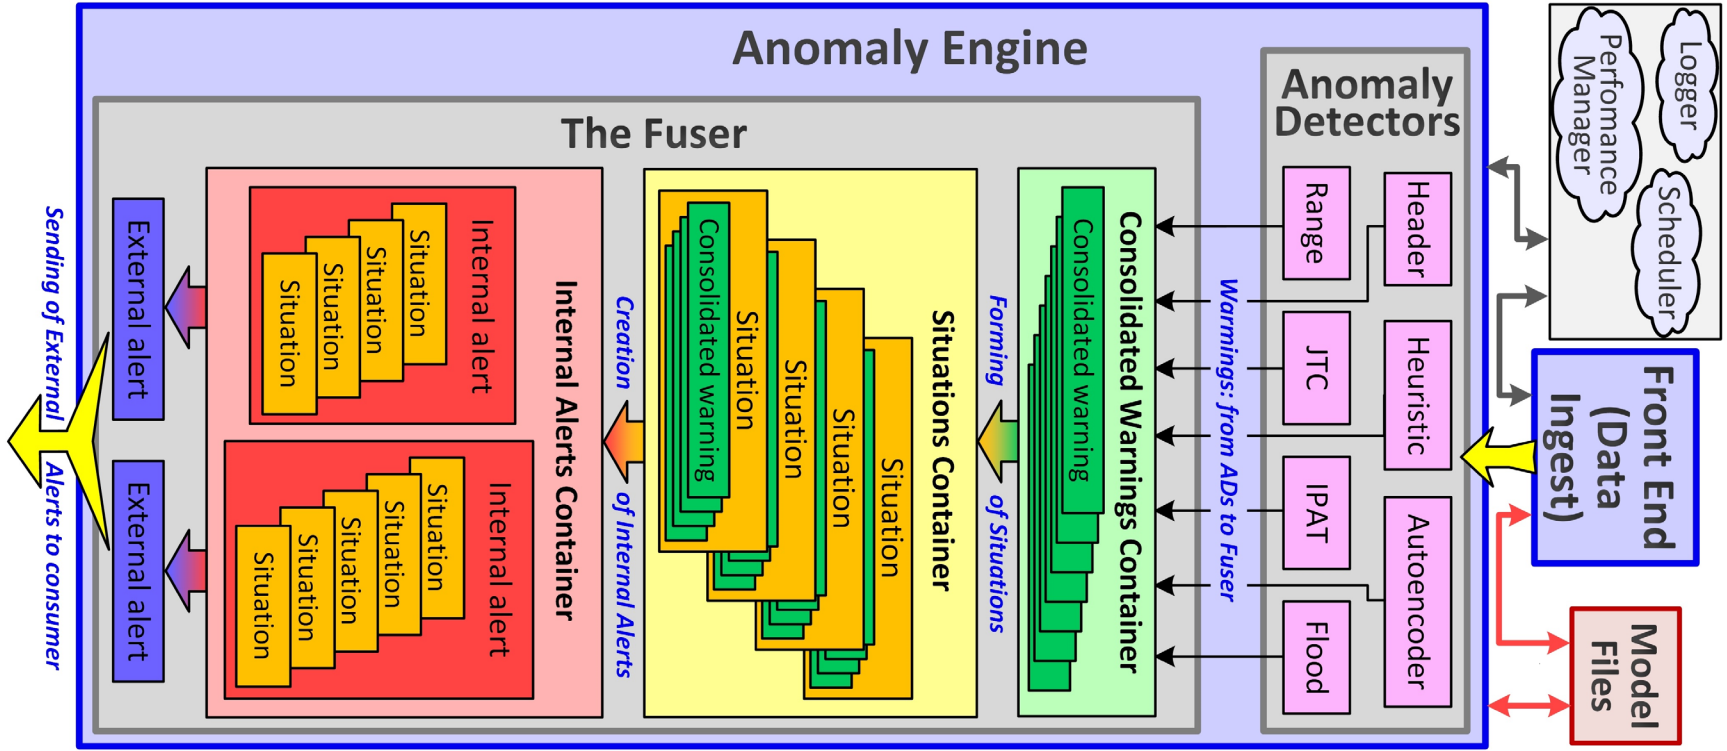 Anomaly Engine
Logger
Perfomance
Manager
Scheduler
Front End
(Data
Ingest)
Model
Files
Anomaly
Detectors
Header
Heuristic
Autoencoder
Range
JTC
IPAT
Flood
Warnings: from ADs to Fuser
The Fuser
Consolidated Warnings Container
Consolidated warning
Forming
of Situations
Situations Container
Situation
Situation
Situation
Situation
Consolidated warning
Creation
of Internal Alerts
Internal Alerts Container
Internal alert
Situation
Situation
Situation
Situation
Internal alert
Situation
Situation
Situation
Situation
Situation
External alert
External alert
Sending of External
Alerts to consumer